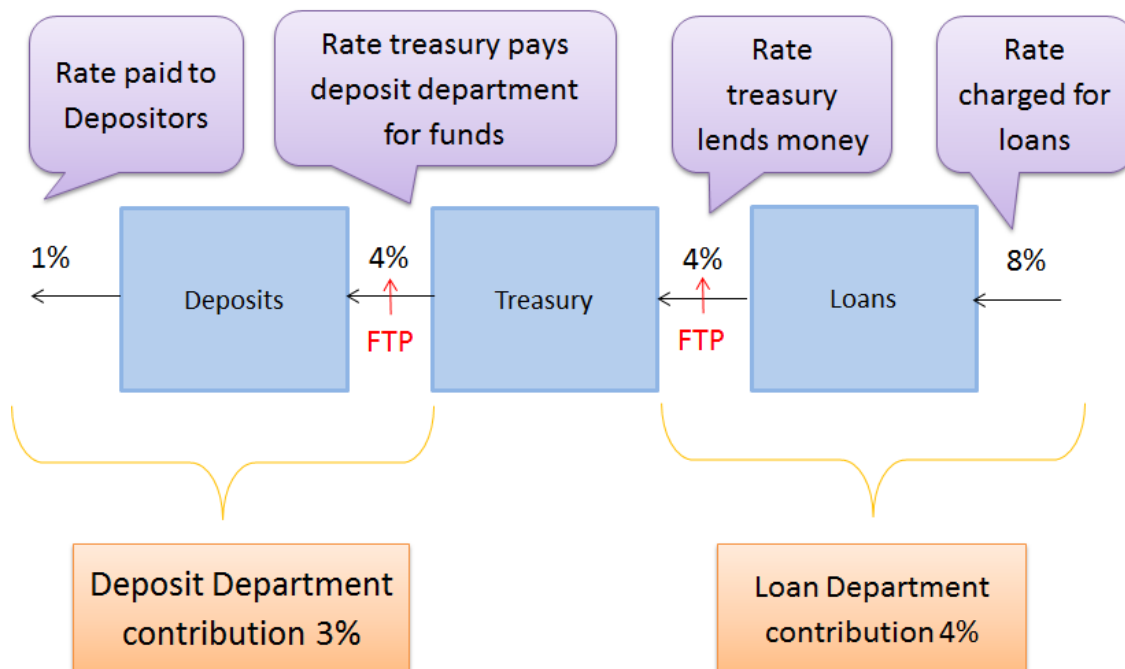 Rate paid to
Depositors
Rate treasury pays
deposit department
for funds
Rate
treasury
lends money
Rate
charged for
loans
1%
Deposits
4%
FTP
Treasury
4%
FTP
Loans
8%
Deposit Department
contribution 3%
Loan Department
contribution 4%